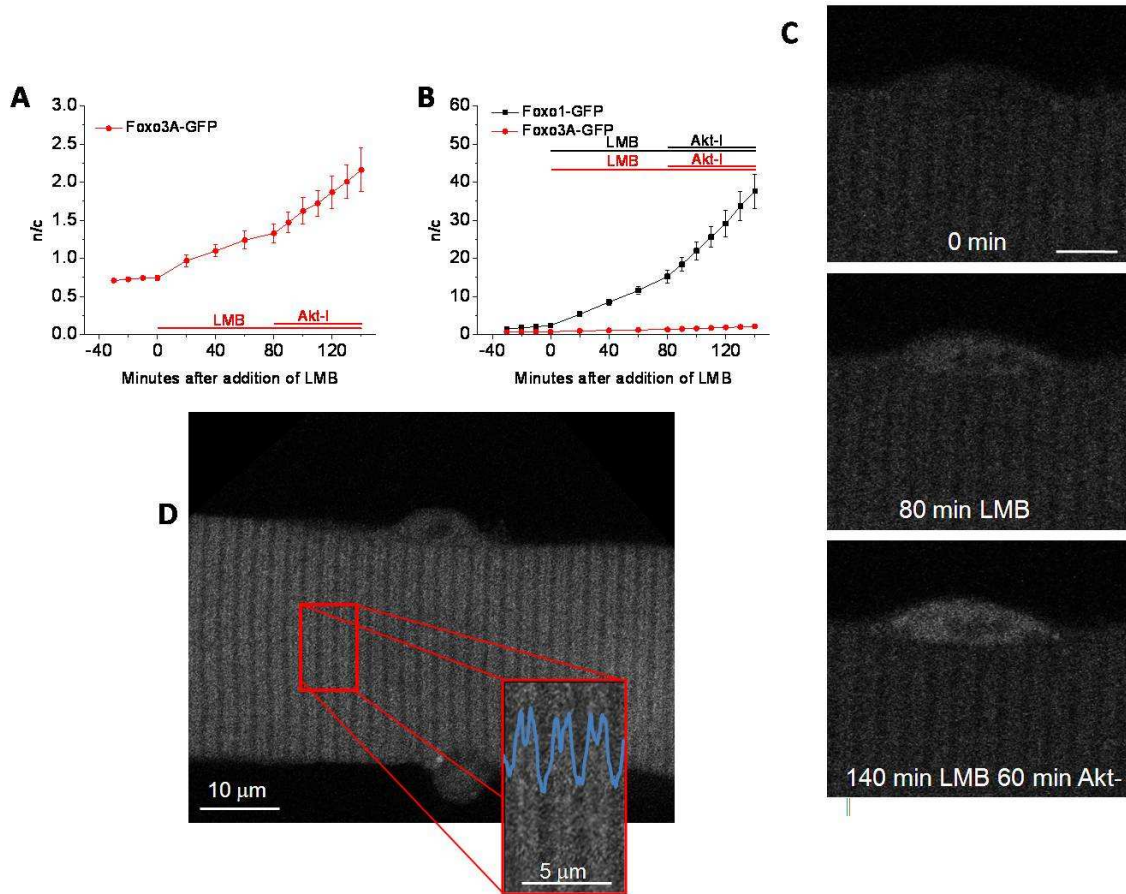 A
3.0
2.5
2.0
1.5
1.0
0.5
0.0
n/c
Foxo3A-GFP
LMB
Akt-I
-40 0 40 80 120
Minutes after addition of LMB
B
60
50
40
30
20
10
0
n/c
Foxo1-GFP
Foxo3A-GFP
Akt-I
LMB
Akt-I
LMB
-40 0 40 80 120
Minutes after addition of LMB
C
0 min
80 min LMB
140 min LMB 60 min Akt-
D
10 μm
5 μm